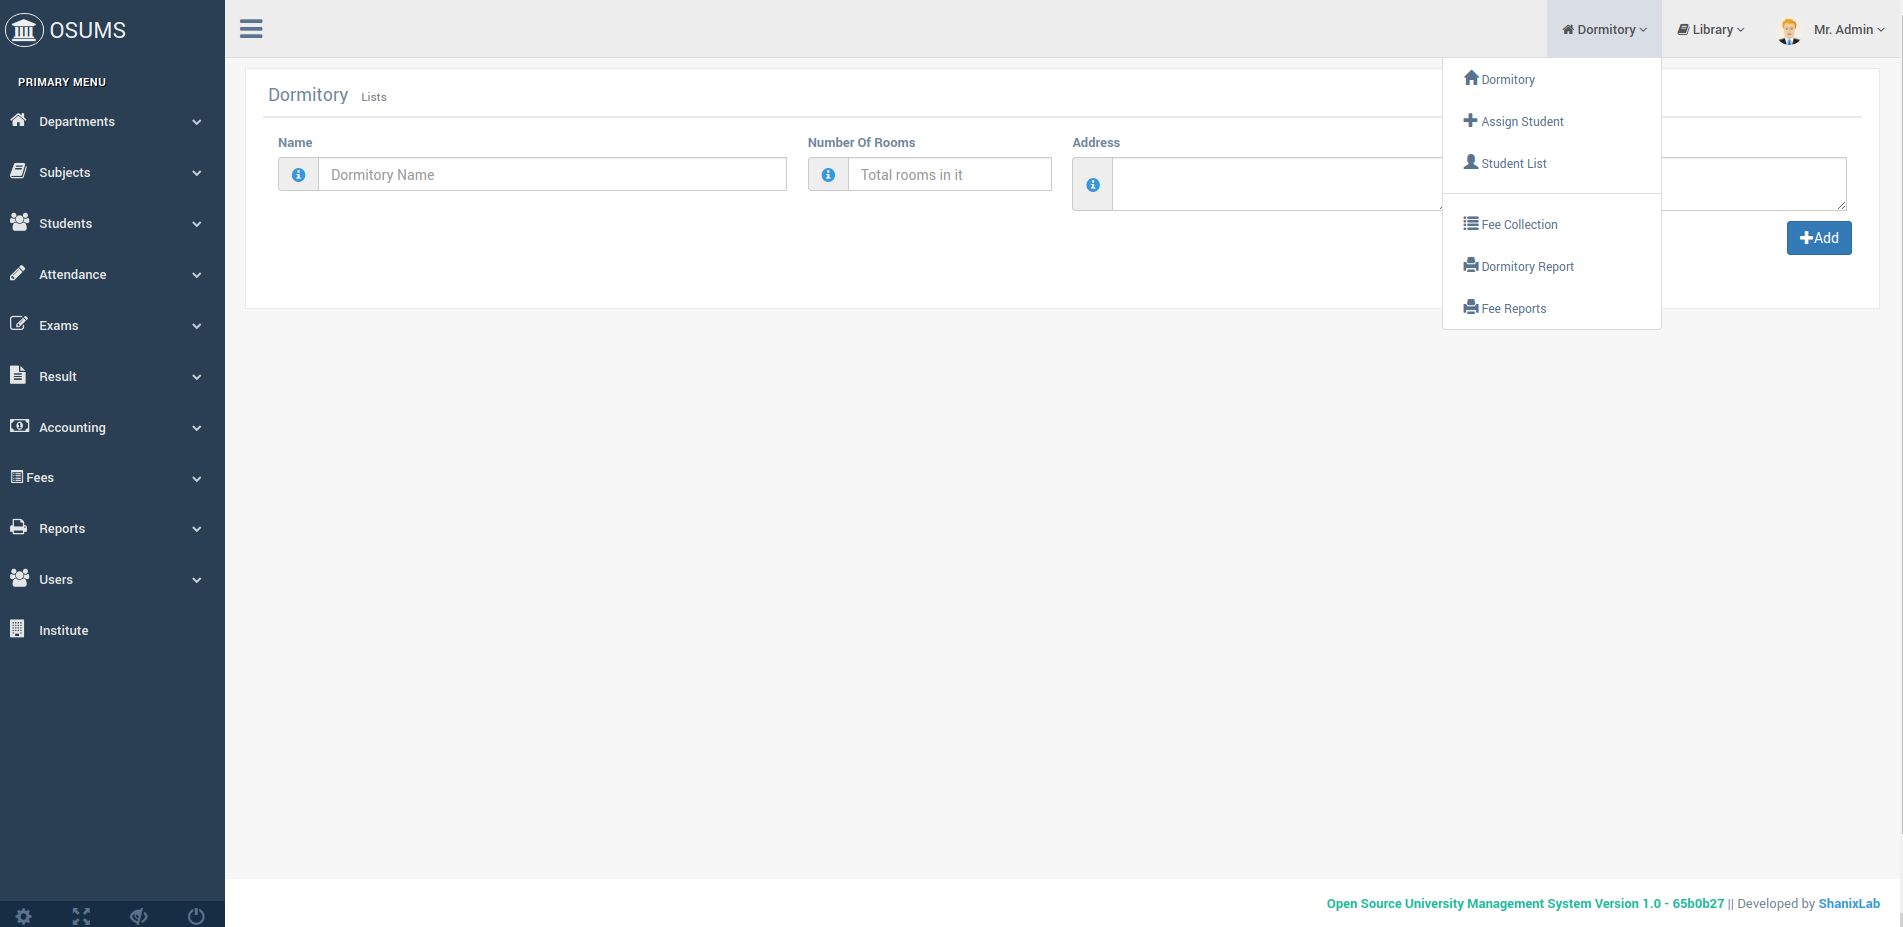 OSUMS
PRIMARY MENU
Departments
Subjects
Students
Attendance
Exams
Result
Accounting
Fees
Reports
Users
Institute
Dormitory
Library
Mr. Admin
Dormitory
Assign Student
Student List
Fee Collection
Dormitory Report
Fee Reports
Dormitory Lists
Name
Dormitory Name
Number Of Rooms
Total rooms in it
Address
Add
Open Source University Management System Version 1.0 - 65b0b27 || Developed by ShanixLab